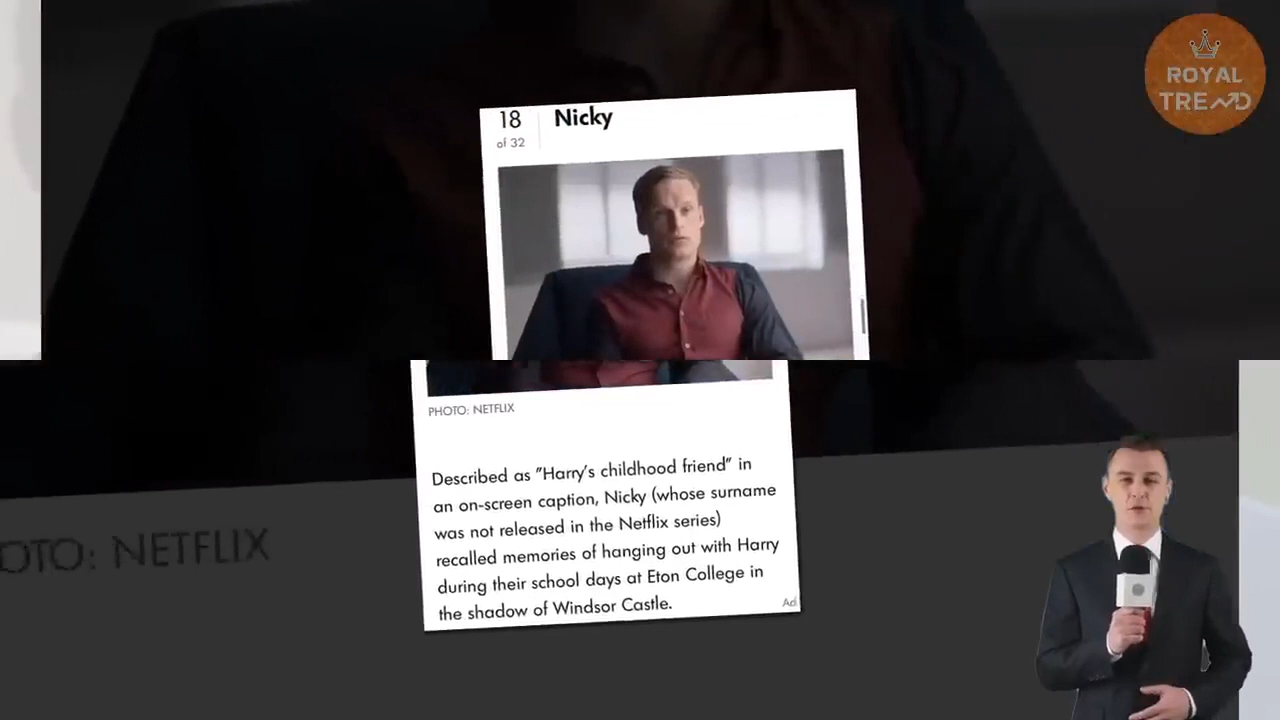 ROYAL
TREND
18
of 32
Nicky
PHOTO: NETFLIX
Described as "Harry's childhood friend" in
an on-screen caption, Nicky (whose surname
was not released in the Netflix series)
recalled memories of hanging out with Harry
during their school days at Eton College in
the shadow of Windsor Castle.
Ad
OTO: NETFLIX